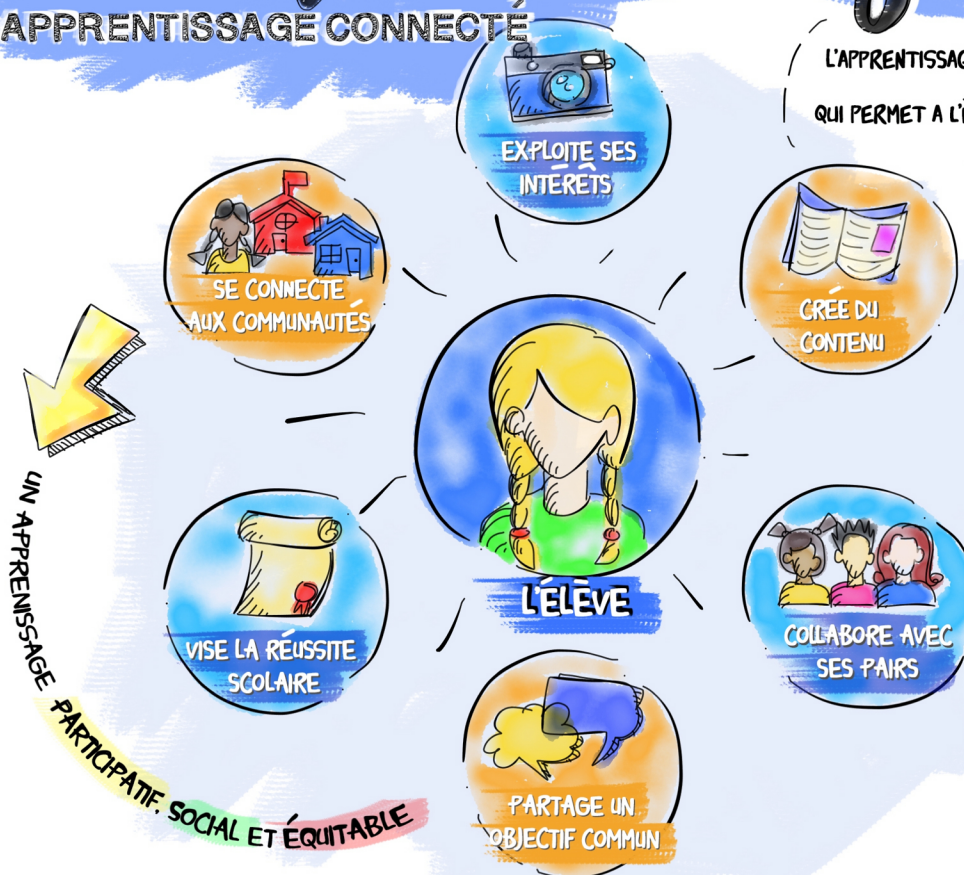 APPRENTISSAGE CONNECTÉ
L'APPRENTISSAG
QUI PERMET A L'É
EXPLOITE SES
INTÉRÊTS
SE CONNECTE
AUX COMMUNAUTÉS
CRÉE DU
CONTENU
L'ÉLÈVE
VISE LA RÉUSSITE
SCOLAIRE
COLLABORE AVEC
SES PAIRS
PARTAGE UN
OBJECTIF COMMUN
UN APPRENISSAGE PARTICIPATIF, SOCIAL ET ÉQUITABLE